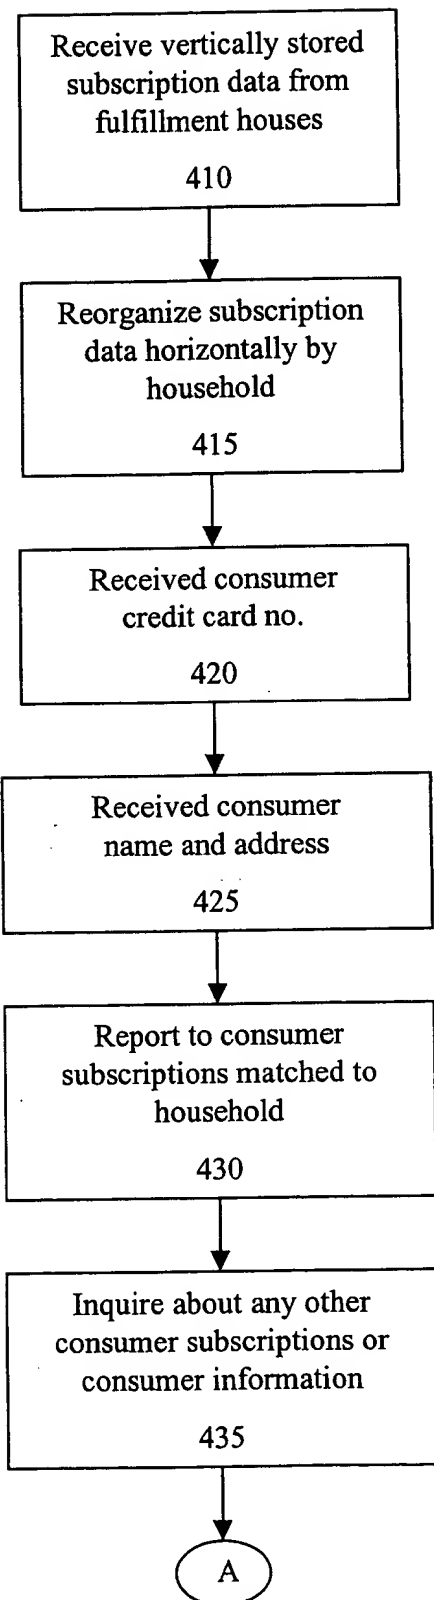 Receive vertically stored
subscription data from
fulfillment houses
410
Reorganize subscription
data horizontally by
household
415
Received consumer
credit card no.
420
Received consumer
name and address
425
Report to consumer
subscriptions matched to
household
430
Inquire about any other
consumer subscriptions or
consumer information
435
A